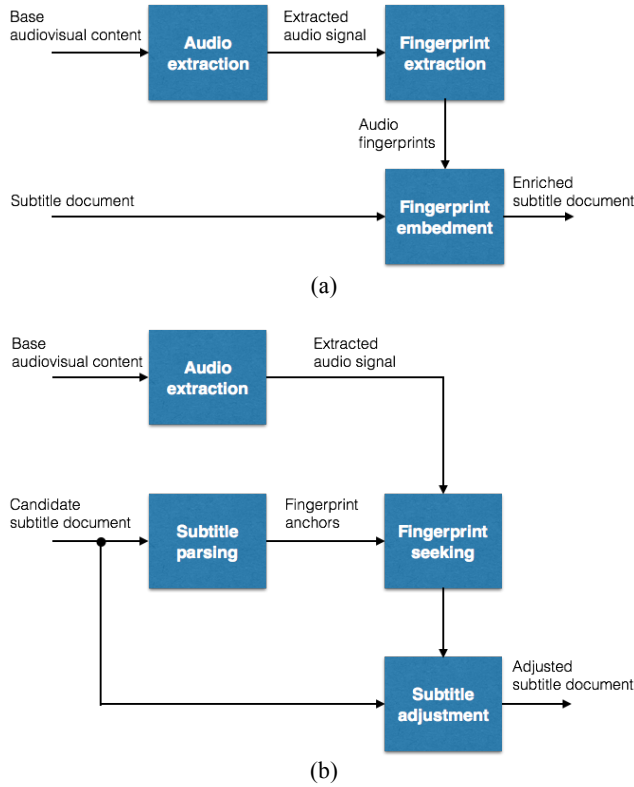 Base
audiovisual content
Audio
extraction
Extracted
audio signal
Fingerprint
extraction
Audio
fingerprints
Subtitle document
Fingerprint
embedment
Enriched
subtitle document
(a)
Base
audiovisual content
Audio
extraction
Extracted
audio signal
Candidate
subtitle document
Subtitle
parsing
Fingerprint
anchors
Fingerprint
seeking
Subtitle
adjustment
Adjusted
subtitle document
(b)